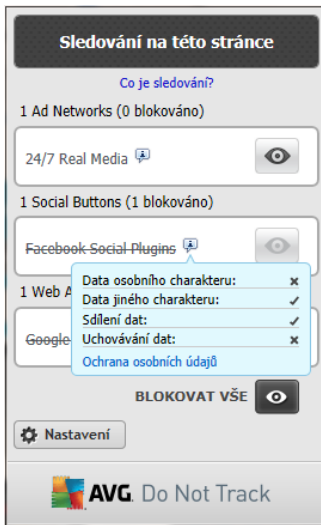 Sledování na této stránce
Co je sledování?
1 Ad Networks (0 blokováno)
24/7 Real Media
1 Social Buttons (1 blokováno)
Facebook Social Plugins
1 Web A
Data osobního charakteru:
Data jiného charakteru:
Sdílení dat:
Uchovávání dat:
Ochrana osobních údajů
Google
BLOKOVAT VŠE
Nastavení
AVG. Do Not Track